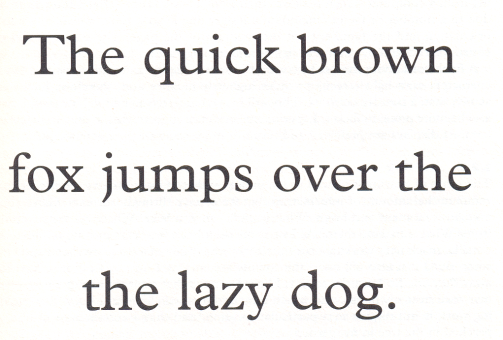 The quick brown
fox jumps over the
the lazy dog.